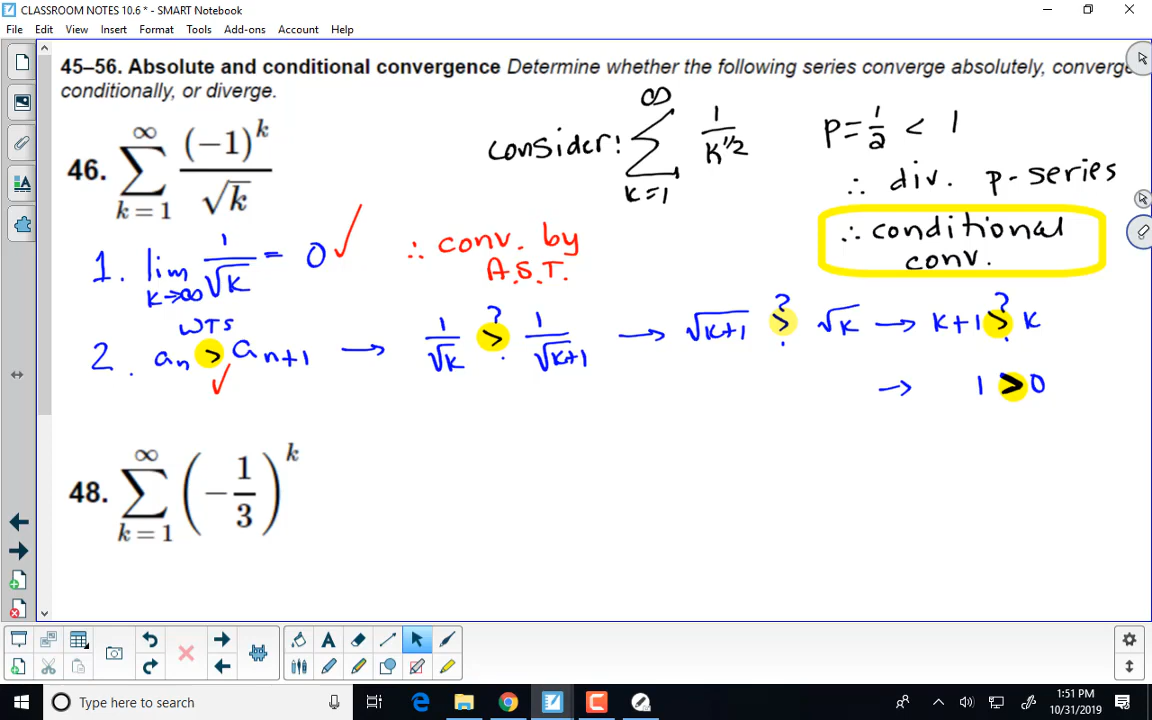 CLASSROOM NOTES 10.6 * - SMART Notebook
File Edit View Insert Format Tools Add-ons Account Help
45–56. Absolute and conditional convergence Determine whether the following series converge absolutely, converge
conditionally, or diverge.
46. ∞ ∑ k = 1 (−1)^k / √k
consider: ∞ ∑ k=1 1 / k^1/2
p = 1/2 < 1
∴ div. p-series
∴ conditional
conv.
1. lim k→∞ 1/√k = 0 ✓
∴ conv. by
A.S.T.
WTS
2. an > an+1 → 1/√k >? 1/√k+1 → √k+1 >? √k → k+1 >? k
✓
→ 1 > 0
48. ∞ ∑ k = 1 (−1/3)^k
Type here to search
1:51 PM
10/31/2019